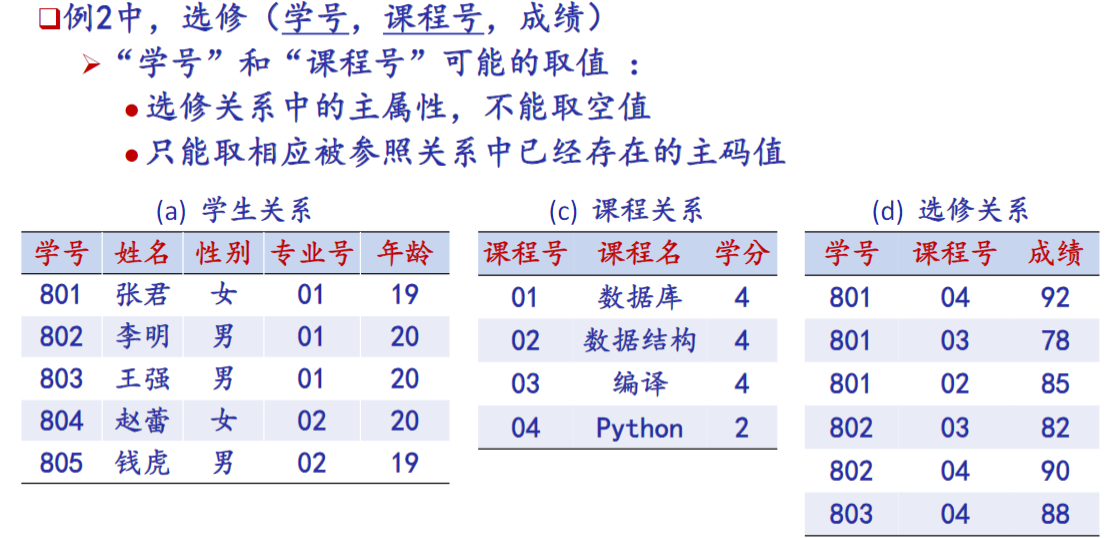 例2中，选修（学号，课程号，成绩）
“学号”和“课程号”可能的取值 ：
选修关系中的主属性，不能取空值
只能取相应被参照关系中已经存在的主码值
(a) 学生关系
学号 姓名 性别 专业号 年龄
801 张君 女 01 19
802 李明 男 01 20
803 王强 男 01 20
804 赵蕾 女 02 20
805 钱虎 男 02 19
(c) 课程关系
课程号 课程名 学分
01 数据库 4
02 数据结构 4
03 编译 4
04 Python 2
(d) 选修关系
学号 课程号 成绩
801 04 92
801 03 78
801 02 85
802 03 82
802 04 90
803 04 88